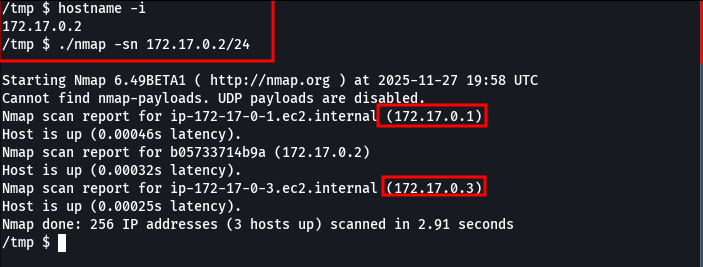 /tmp $ hostname -i
172.17.0.2
/tmp $ ./nmap -sn 172.17.0.2/24
Starting Nmap 6.49BETA1 ( http://nmap.org ) at 2025-11-27 19:58 UTC
Cannot find nmap-payloads. UDP payloads are disabled.
Nmap scan report for ip-172-17-0-1.ec2.internal (172.17.0.1)
Host is up (0.00046s latency).
Nmap scan report for b05733714b9a (172.17.0.2)
Host is up (0.00032s latency).
Nmap scan report for ip-172-17-0-3.ec2.internal (172.17.0.3)
Host is up (0.00025s latency).
Nmap done: 256 IP addresses (3 hosts up) scanned in 2.91 seconds
/tmp $